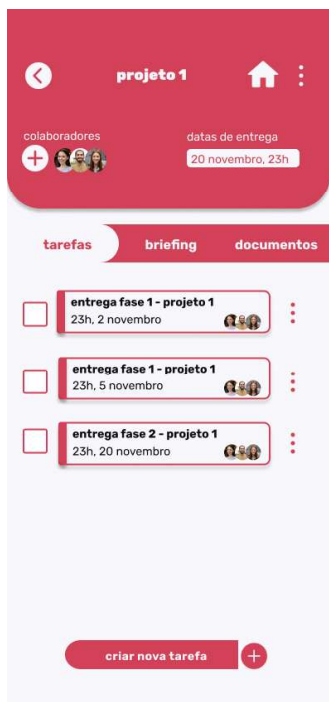 projeto 1
colaboradores
datas de entrega
20 novembro, 23h
tarefas
briefing
documentos
entrega fase 1 - projeto 1
23h, 2 novembro
entrega fase 1 - projeto 1
23h, 5 novembro
entrega fase 2 - projeto 1
23h, 20 novembro
criar nova tarefa